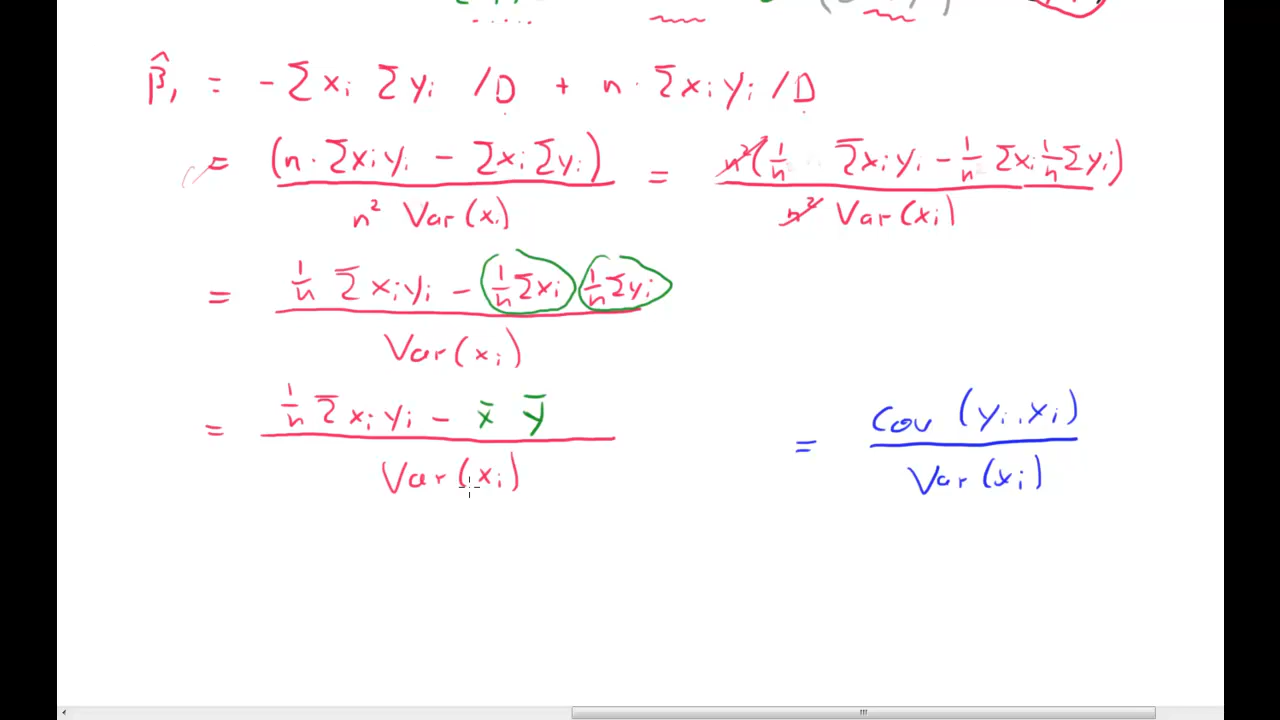 β̂₁ = - Σxᵢ Σyᵢ /D + n · Σxᵢyᵢ /D
= (n · Σxᵢyᵢ - Σxᵢ Σyᵢ) / n² Var(xᵢ) = n²(1/n Σxᵢyᵢ - 1/n Σxᵢ 1/n Σyᵢ) / n² Var(xᵢ)
= 1/n Σxᵢyᵢ - 1/n Σxᵢ 1/n Σyᵢ / Var(xᵢ)
= 1/n Σxᵢyᵢ - x̄ ȳ / Var(xᵢ) = Cov(yᵢ,xᵢ) / Var(xᵢ)